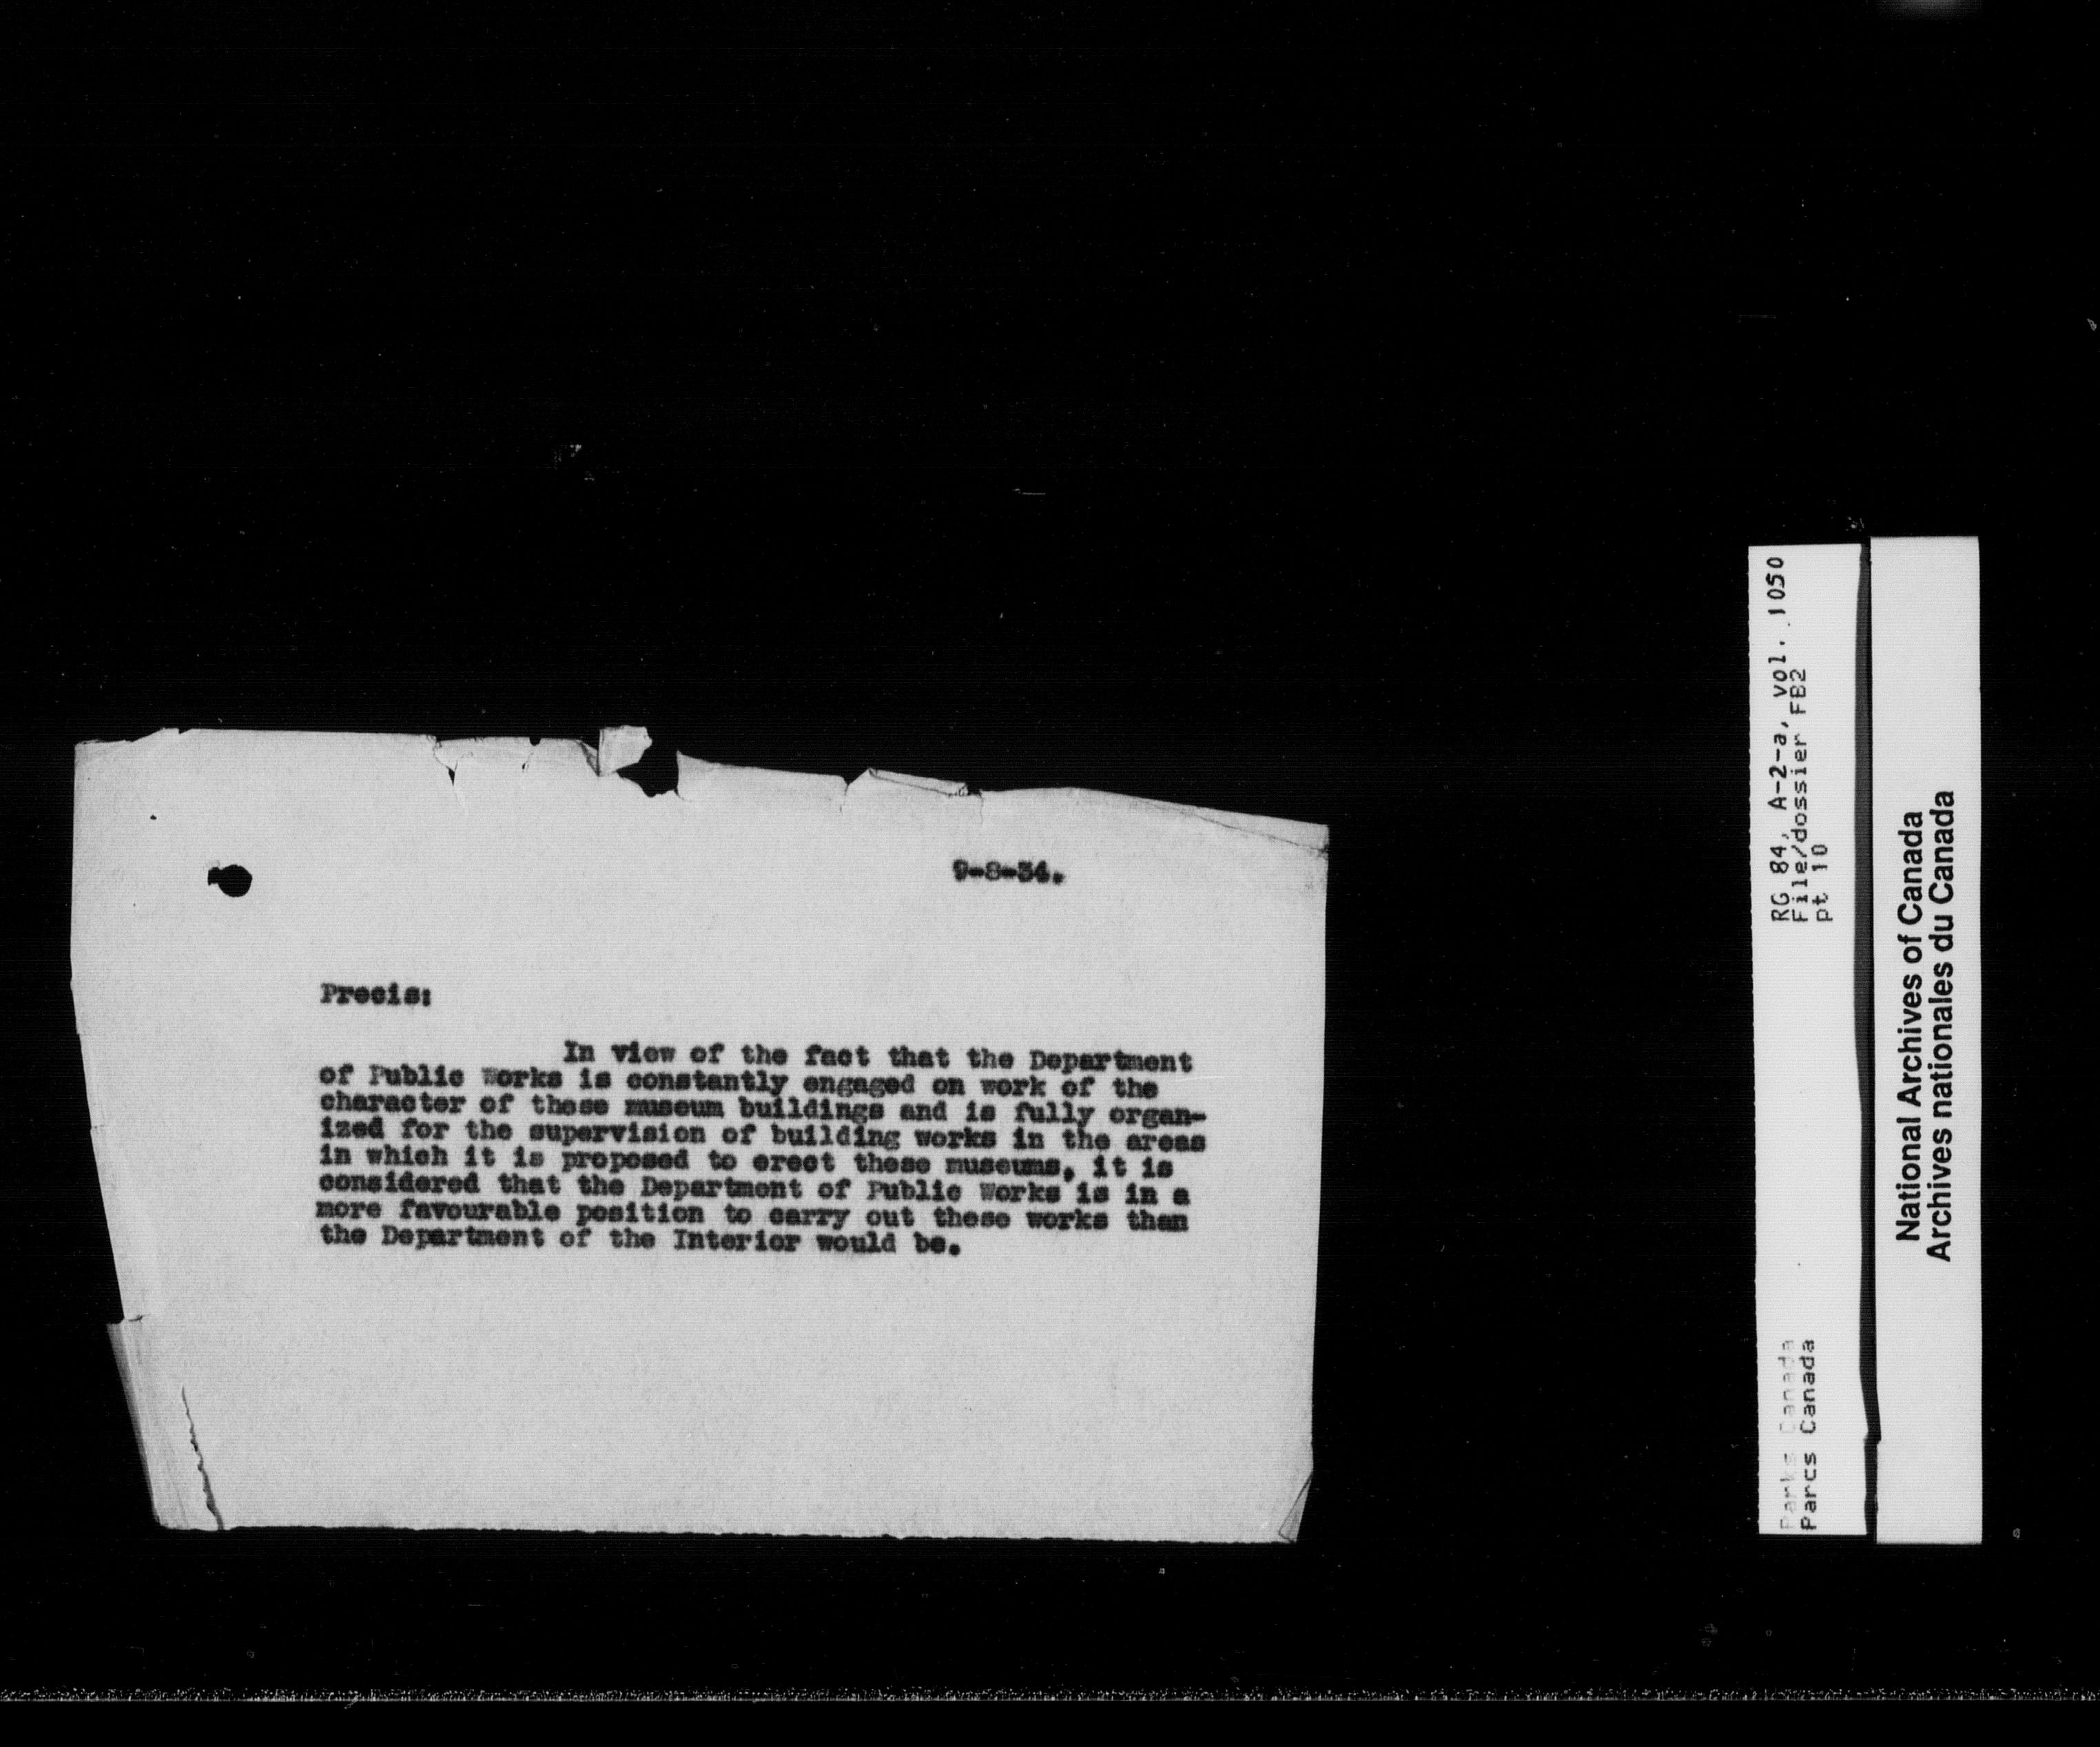 9-8-34.
Precis:
In view of the fact that the Department
of Public Works is constantly engaged on work of the
character of these museum buildings and is fully organ-
ized for the supervision of building works in the areas
in which it is proposed to erect these museums, it is
considered that the Department of Public Works is in a
more favourable position to carry out these works than
the Department of the Interior would be.
RG 84, A-2-a, vol. 1050
File/dossier FB2
pt 10
Parks Canada
Parcs Canada
National Archives of Canada
Archives nationales du Canada